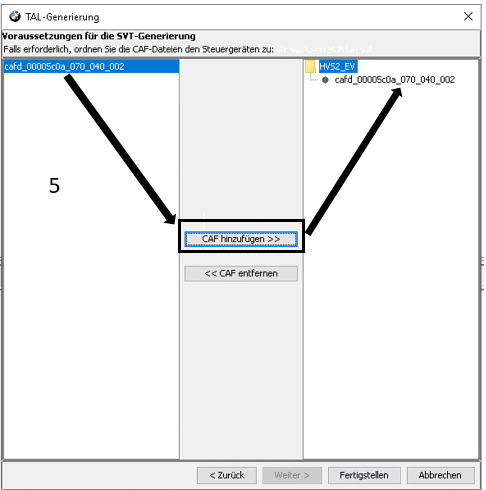 TAL-Generierung
Voraussetzungen für die SVT-Generierung
Falls erforderlich, ordnen Sie die CAF-Dateien den Steuergeräten zu:
cafd_00005c0a_070_040_002
HVS2_EV
cafd_00005c0a_070_040_002
5
CAF hinzufügen >>
<< CAF entfernen
< Zurück
Weiter >
Fertigstellen
Abbrechen